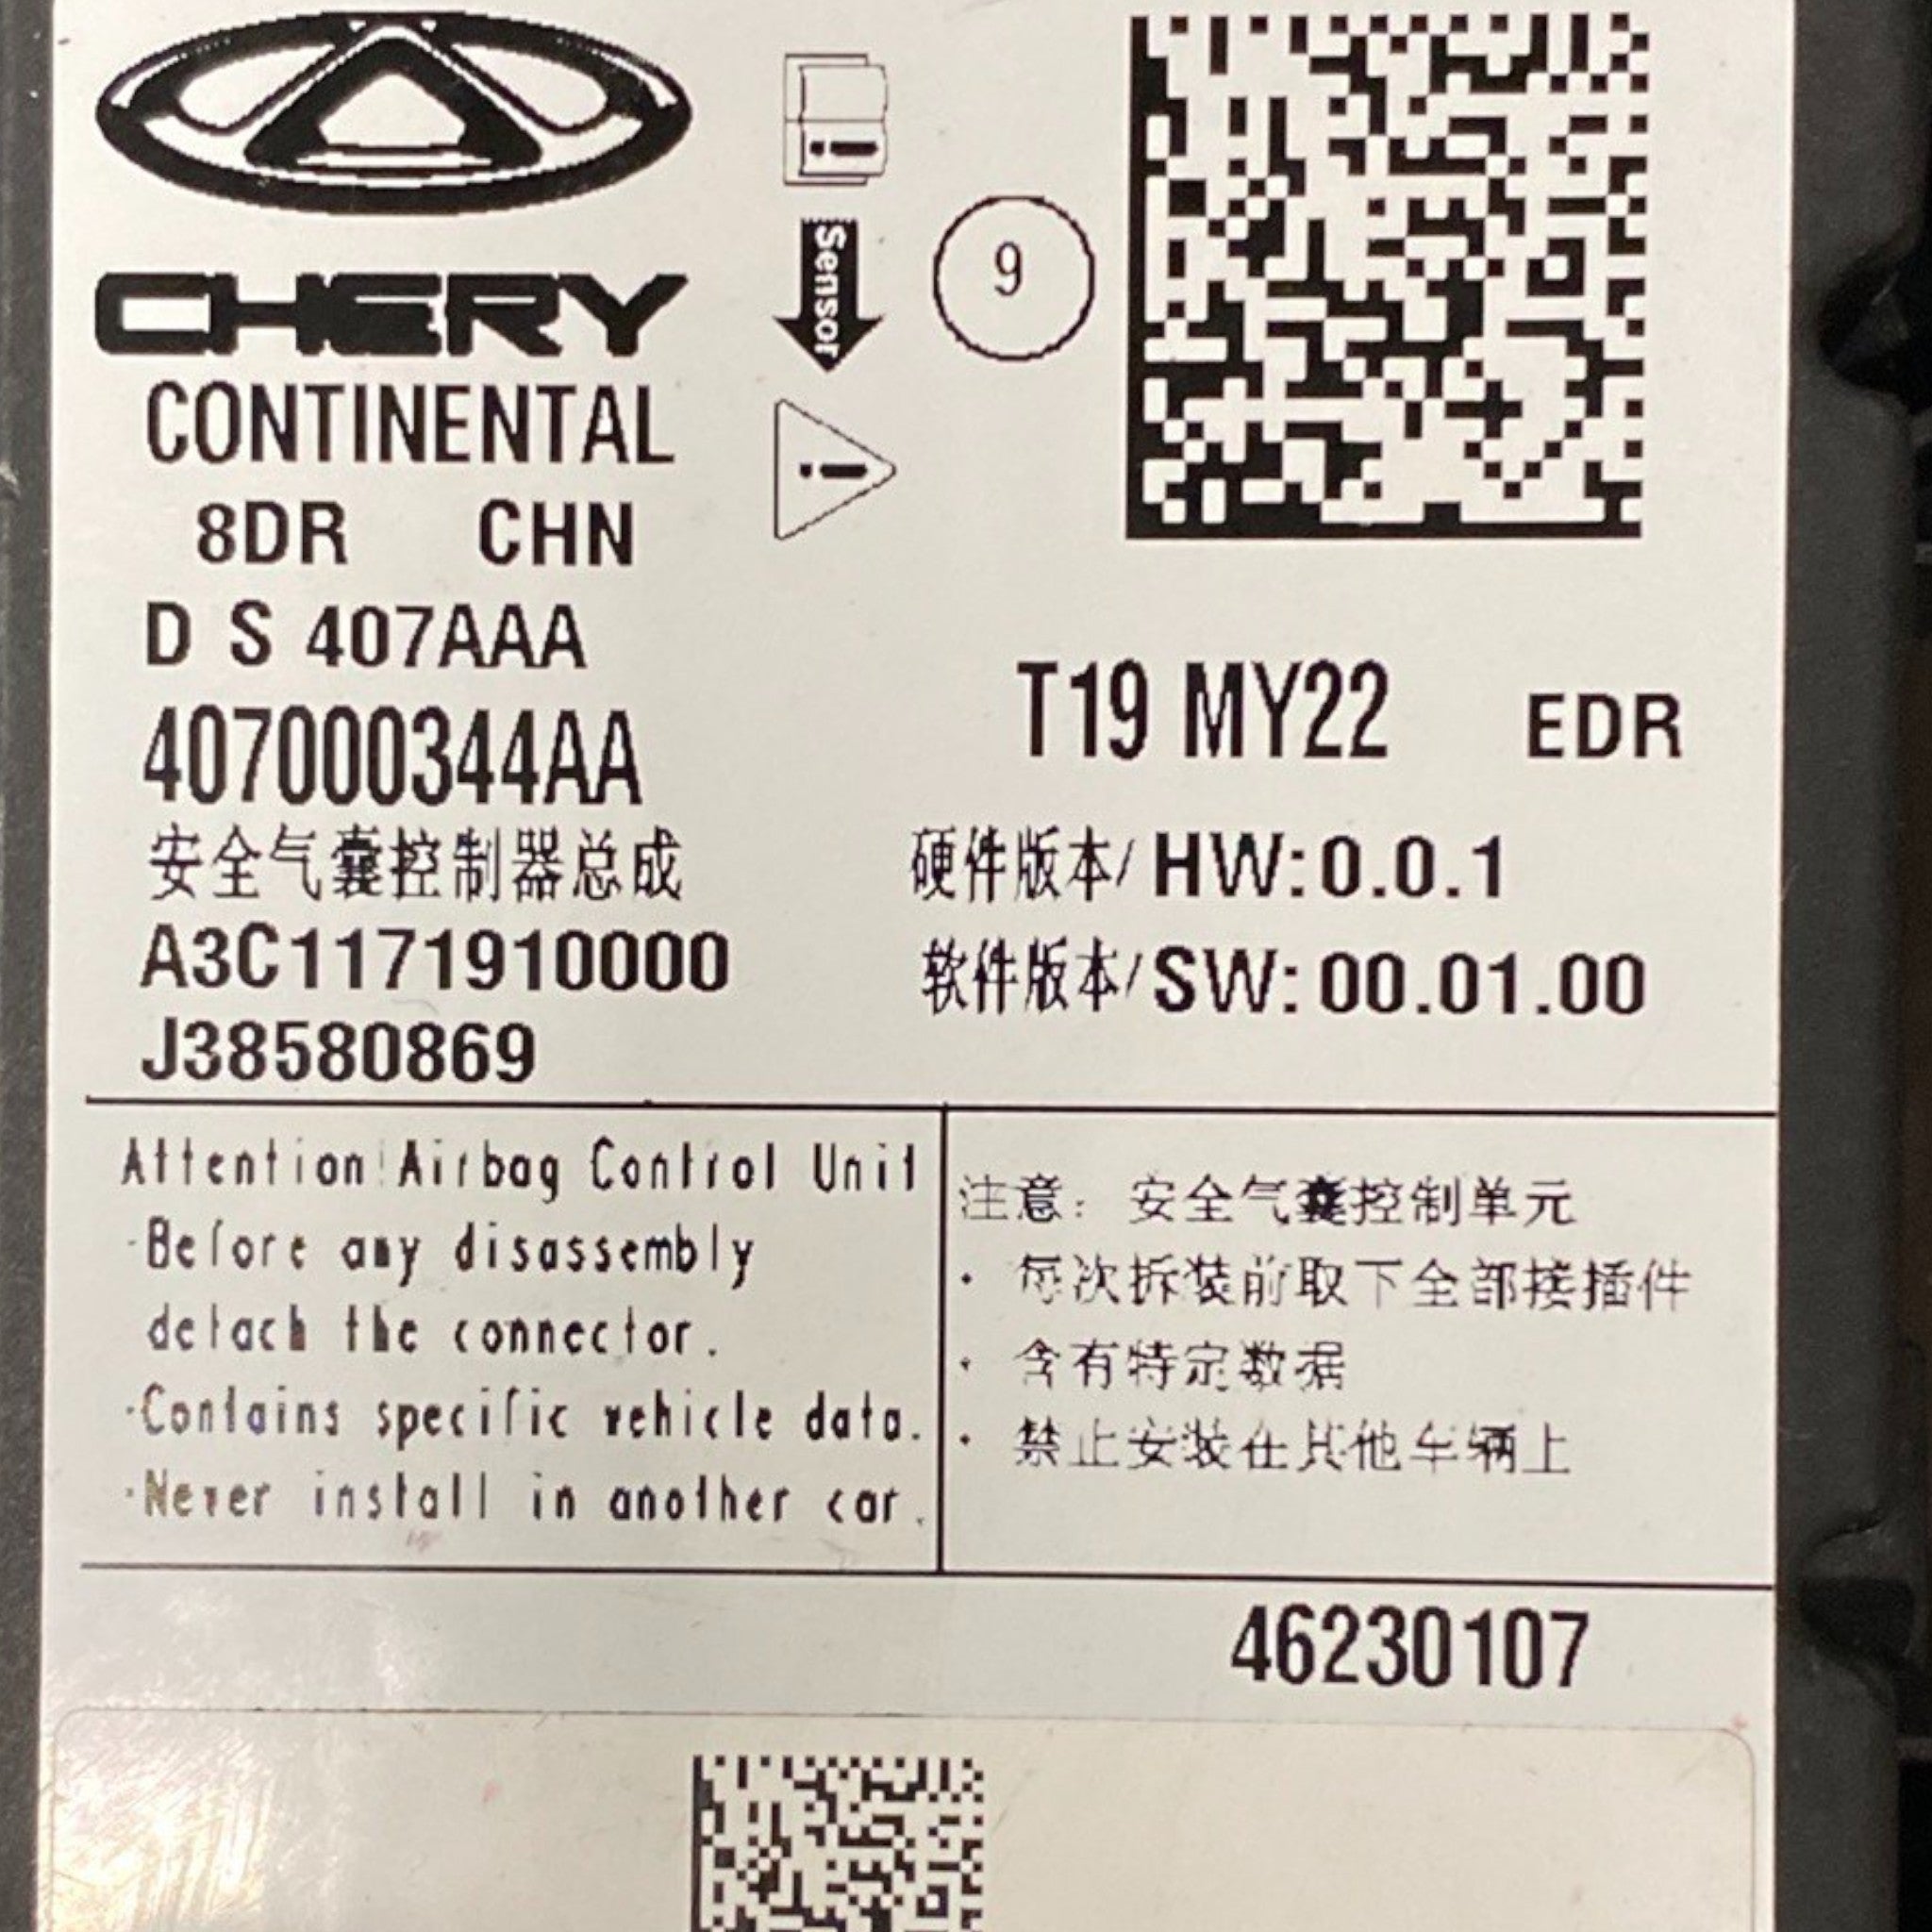 CHERY
CONTINENTAL
8DR CHN
Sensor
9
D S 407AAA
407000344AA
T19 MY22 EDR
安全气囊控制器总成
硬件版本/ HW:0.0.1
A3C1171910000
软件版本/SW:00.01.00
J38580869
Attention!Airbag Control Unit
·Before any disassembly
detach the connector.
·Contains specific vehicle data.
·Never install in another car.
注意：安全气囊控制单元
· 每次拆装前取下全部接插件
· 含有特定数据
· 禁止安装在其他车辆上
46230107